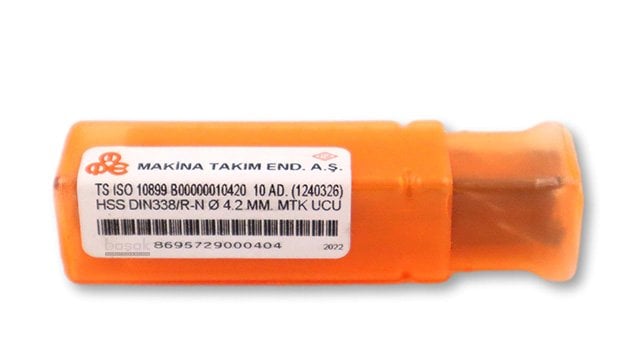 MAKİNA TAKIM END. A.Ş.
TS ISO 10899 B00000010420 10 AD. (1240326)
HSS DIN338/R-N Ø 4.2 MM. MTK UCU
başak
8695729000404 2022